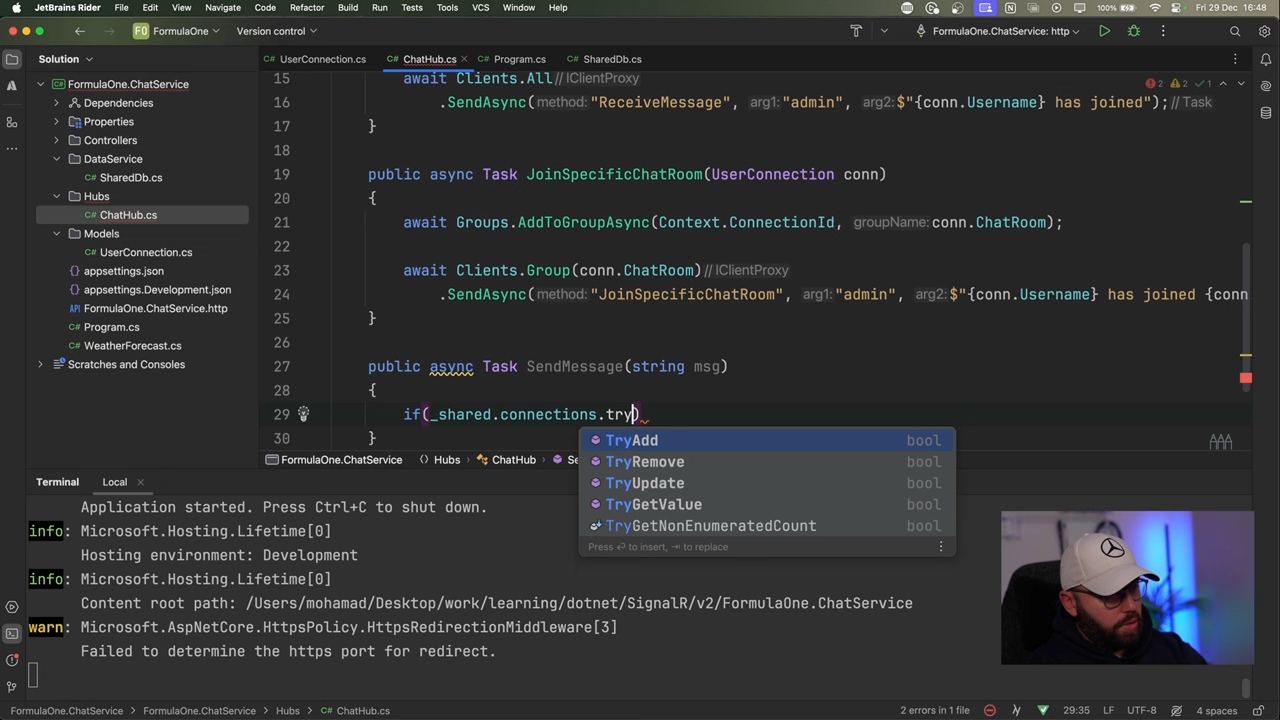 JetBrains Rider File Edit View Navigate Code Refactor Build Run Tests Tools VCS Window Help 100% Fri 29 Dec 16:48
FO FormulaOne Version control FormulaOne.ChatService: http
Solution
UserConnection.cs ChatHub.cs Program.cs SharedDb.cs
FormulaOne.ChatService
Dependencies
Properties
Controllers
DataService
SharedDb.cs
Hubs
ChatHub.cs
Models
UserConnection.cs
appsettings.json
appsettings.Development.json
FormulaOne.ChatService.http
Program.cs
WeatherForecast.cs
Scratches and Consoles
2 2 1
15 await Clients.All //IClientProxy
16 .SendAsync( method: "ReceiveMessage", arg1: "admin", arg2: $"{conn.Username} has joined"); // Task
17 }
18
19 public async Task JoinSpecificChatRoom(UserConnection conn)
20 {
21 await Groups.AddToGroupAsync(Context.ConnectionId, groupName: conn.ChatRoom);
22
23 await Clients.Group(conn.ChatRoom) // IClientProxy
24 .SendAsync( method: "JoinSpecificChatRoom", arg1: "admin", arg2: $"{conn.Username} has joined {conn
25 }
26
27 public async Task SendMessage(string msg)
28 {
29 if(_shared.connections.try)
30 }
TryAdd bool
TryRemove bool
TryUpdate bool
TryGetValue bool
TryGetNonEnumeratedCount bool
Press ↩ to insert, ⇥ to replace
FormulaOne.ChatService Hubs ChatHub Se
Terminal Local
Application started. Press Ctrl+C to shut down.
info: Microsoft.Hosting.Lifetime[0]
Hosting environment: Development
info: Microsoft.Hosting.Lifetime[0]
Content root path: /Users/mohamad/Desktop/work/learning/dotnet/SignalR/v2/FormulaOne.ChatService
warn: Microsoft.AspNetCore.HttpsPolicy.HttpsRedirectionMiddleware[3]
Failed to determine the https port for redirect.
FormulaOne.ChatService FormulaOne.ChatService Hubs ChatHub.cs 2 errors in 1 file 29:35 LF UTF-8 4 spaces